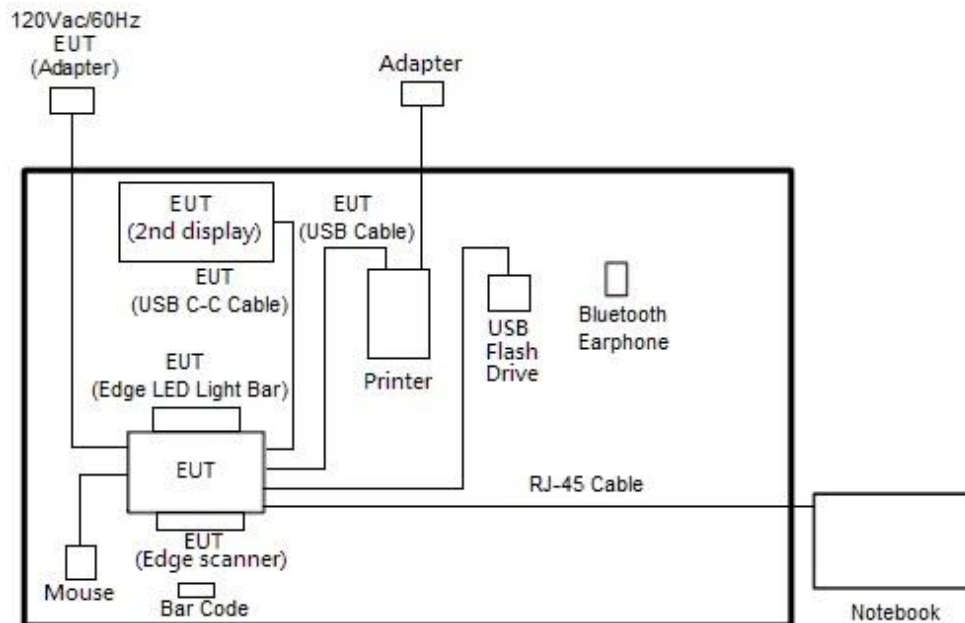 120Vac/60Hz
EUT
(Adapter)
Adapter
EUT
(2nd display)
EUT
(USB Cable)
EUT
(USB C-C Cable)
Bluetooth
Earphone
USB
Flash
Drive
Printer
EUT
(Edge LED Light Bar)
EUT
RJ-45 Cable
EUT
(Edge scanner)
Mouse
Bar Code
Notebook